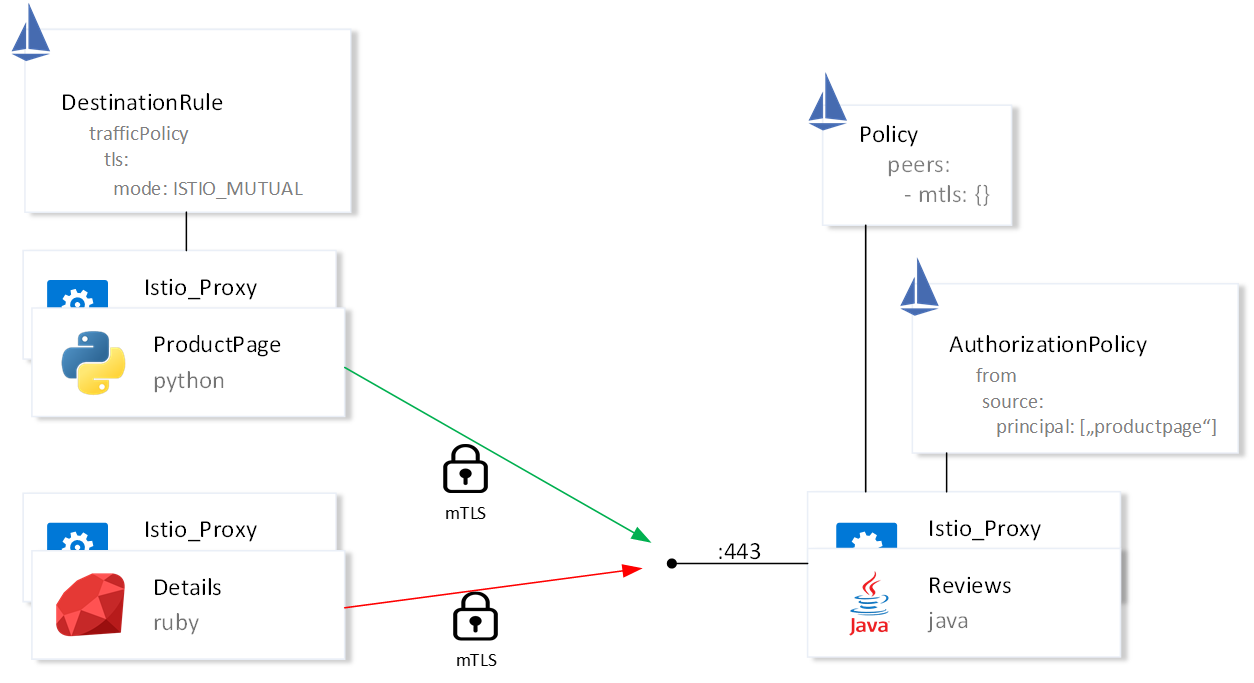 DestinationRule
trafficPolicy
tls:
mode: ISTIO_MUTUAL
Istio_Proxy
ProductPage
python
mTLS
Istio_Proxy
Details
ruby
mTLS
:443
Policy
peers:
- mtls: {}
AuthorizationPolicy
from
source:
principal: [„productpage“]
Istio_Proxy
Reviews
java
Java